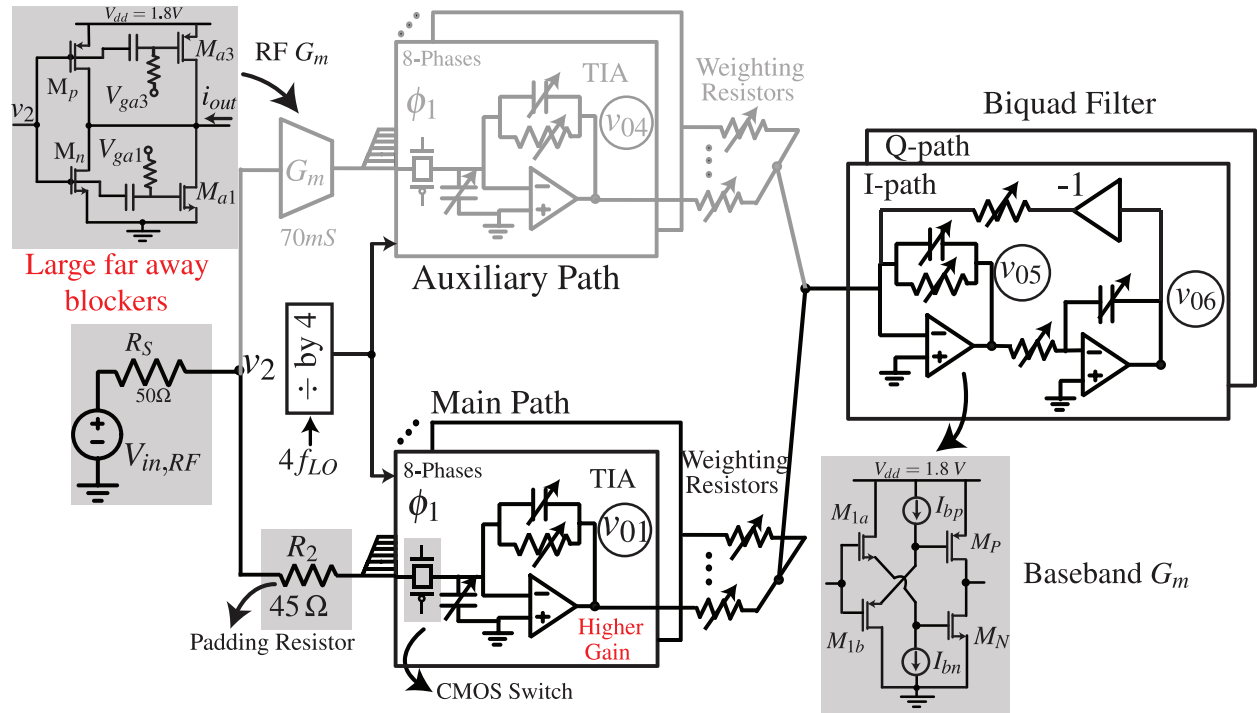 V_dd = 1.8V
M_p
M_a3
V_ga3
v_2
i_out
M_n
V_ga1
M_a1
RF G_m
G_m
70mS
Large far away
blockers
8-Phases
ϕ_1
TIA
v_04
−
+
Auxiliary Path
Weighting
Resistors
Biquad Filter
Q-path
I-path
-1
v_05
v_06
−
+
−
+
R_S
50Ω
v_2
+
−
V_in,RF
÷ by 4
4f_LO
Main Path
8-Phases
ϕ_1
TIA
v_01
−
+
Higher
Gain
Weighting
Resistors
R_2
45 Ω
Padding Resistor
CMOS Switch
V_dd = 1.8 V
M_1a
I_bp
M_P
M_1b
I_bn
M_N
Baseband G_m